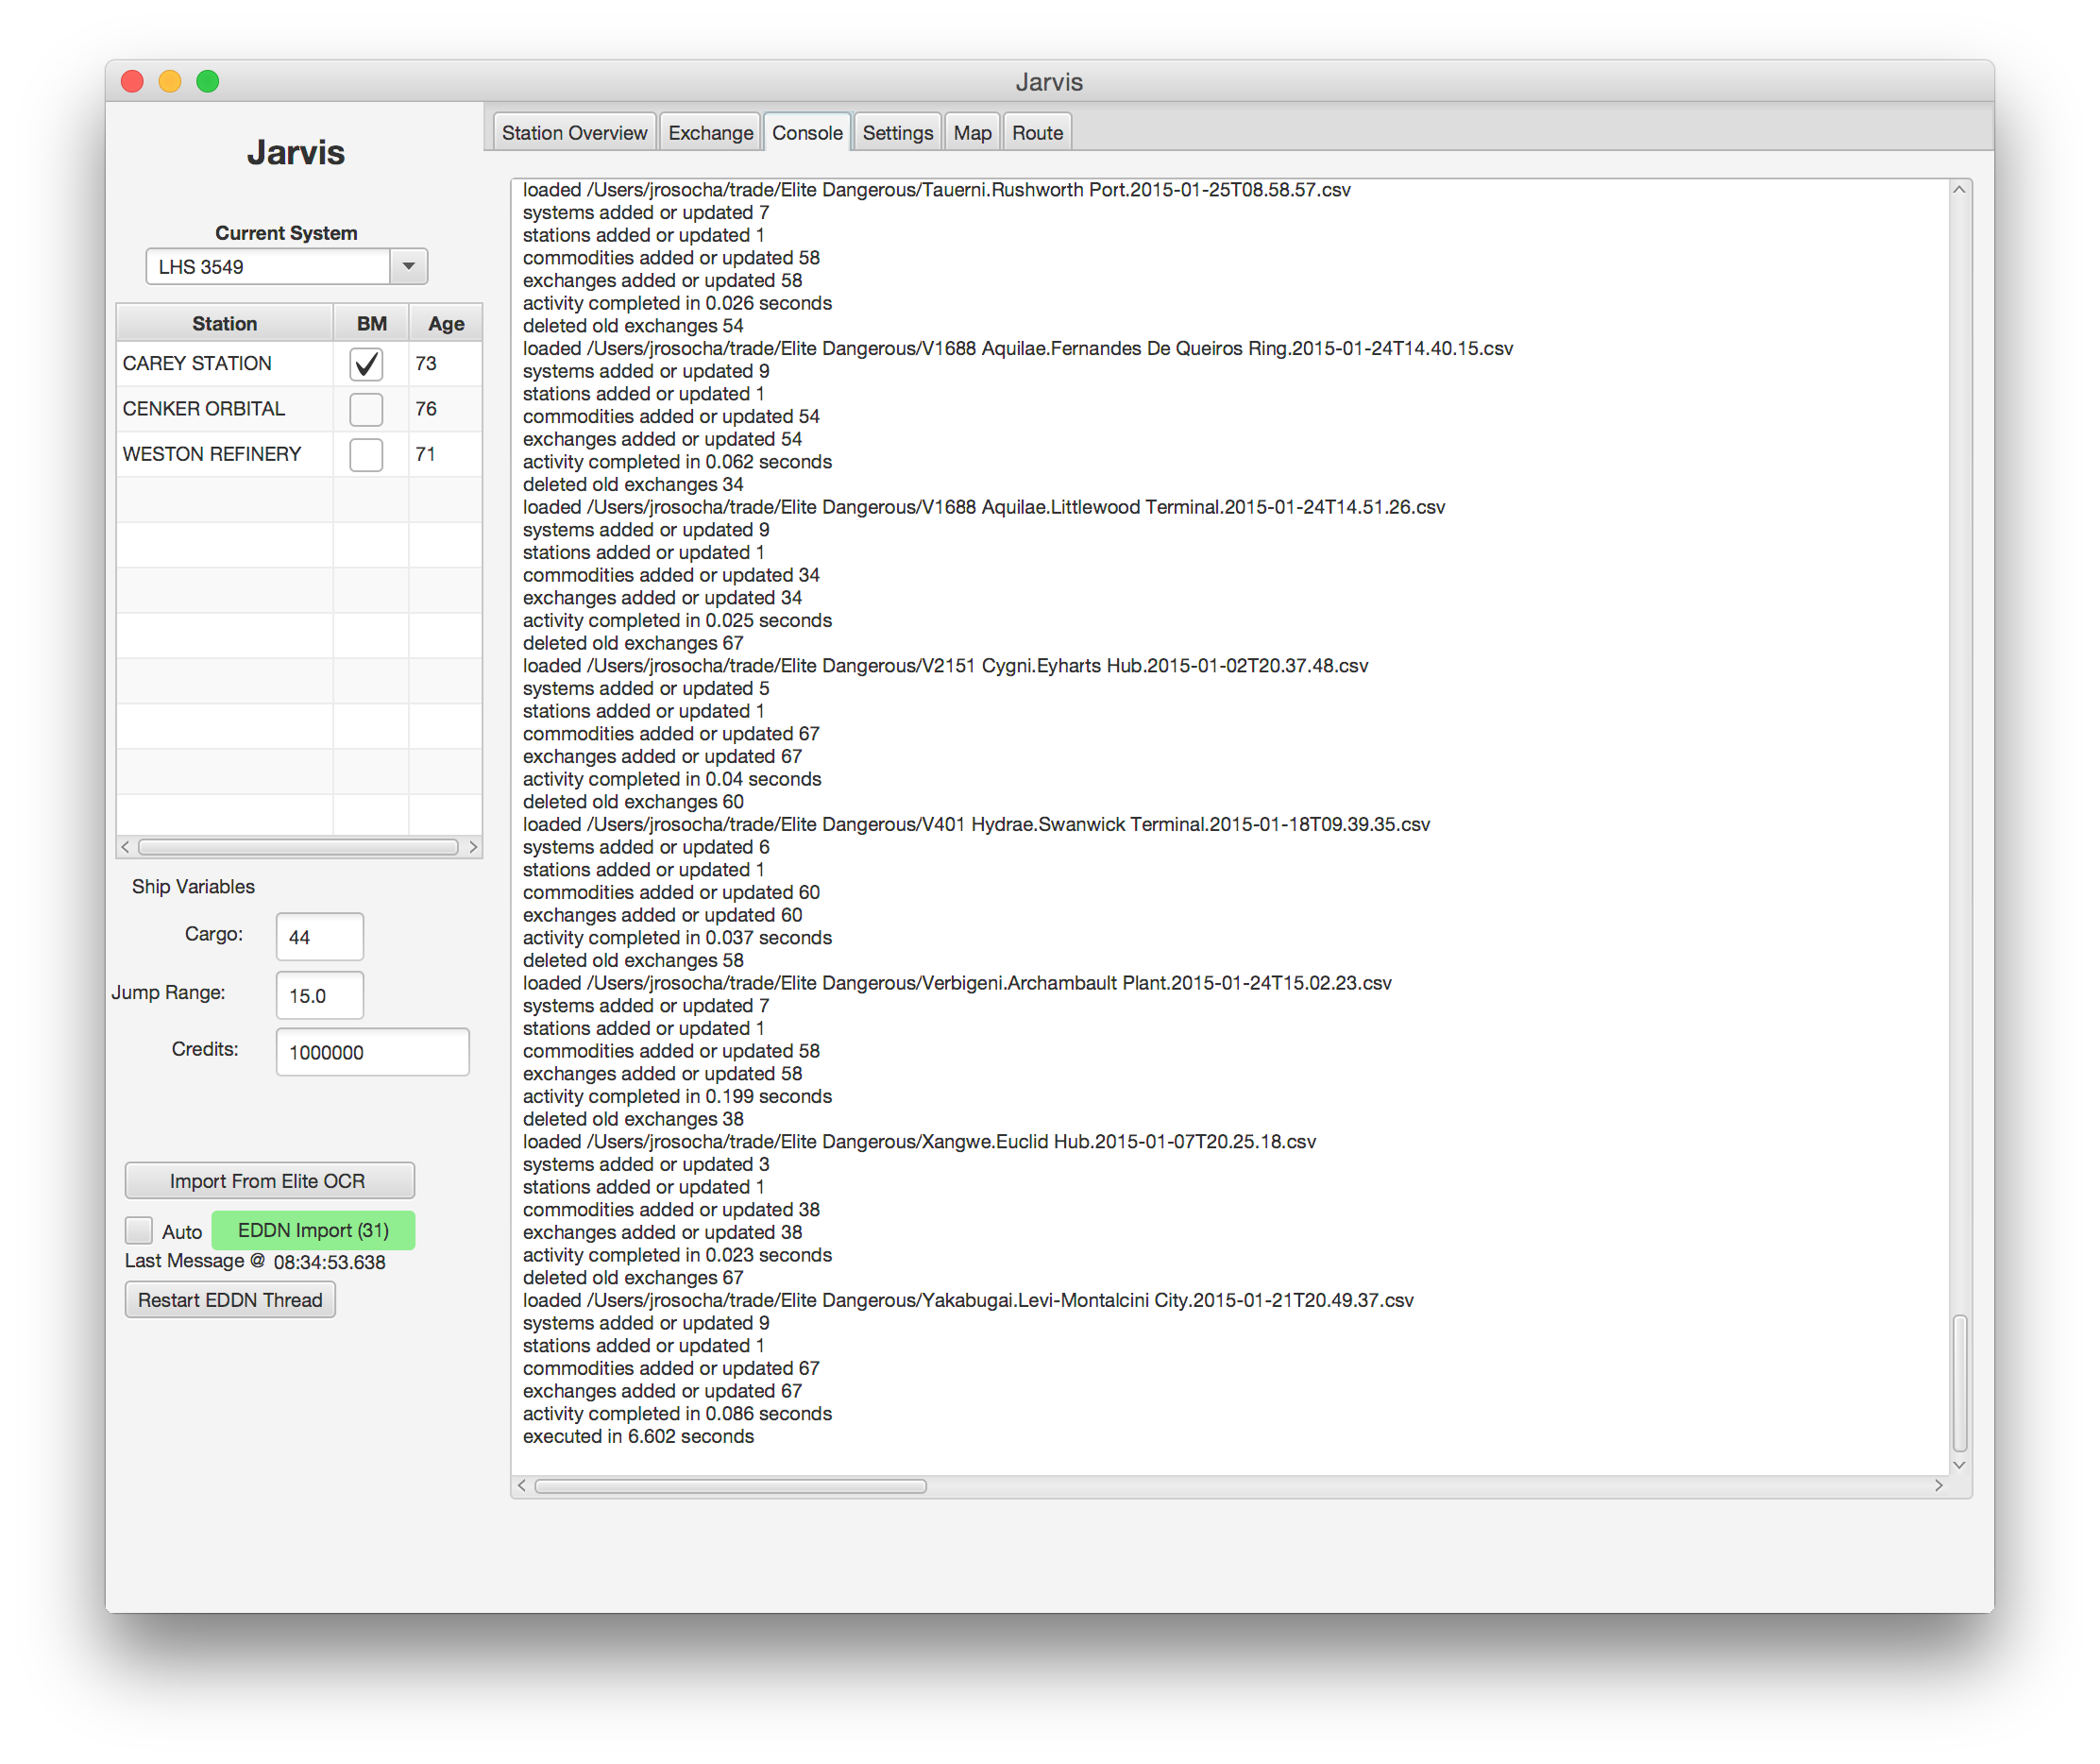 Jarvis
Jarvis
Current System
LHS 3549
Station BM Age
CAREY STATION 73
CENKER ORBITAL 76
WESTON REFINERY 71
Ship Variables
Cargo: 44
Jump Range: 15.0
Credits: 1000000
Import From Elite OCR
Auto EDDN Import (31)
Last Message @ 08:34:53.638
Restart EDDN Thread
Station Overview Exchange Console Settings Map Route
loaded /Users/jrosocha/trade/Elite Dangerous/Tauerni.Rushworth Port.2015-01-25T08.58.57.csv
systems added or updated 7
stations added or updated 1
commodities added or updated 58
exchanges added or updated 58
activity completed in 0.026 seconds
deleted old exchanges 54
loaded /Users/jrosocha/trade/Elite Dangerous/V1688 Aquilae.Fernandes De Queiros Ring.2015-01-24T14.40.15.csv
systems added or updated 9
stations added or updated 1
commodities added or updated 54
exchanges added or updated 54
activity completed in 0.062 seconds
deleted old exchanges 34
loaded /Users/jrosocha/trade/Elite Dangerous/V1688 Aquilae.Littlewood Terminal.2015-01-24T14.51.26.csv
systems added or updated 9
stations added or updated 1
commodities added or updated 34
exchanges added or updated 34
activity completed in 0.025 seconds
deleted old exchanges 67
loaded /Users/jrosocha/trade/Elite Dangerous/V2151 Cygni.Eyharts Hub.2015-01-02T20.37.48.csv
systems added or updated 5
stations added or updated 1
commodities added or updated 67
exchanges added or updated 67
activity completed in 0.04 seconds
deleted old exchanges 60
loaded /Users/jrosocha/trade/Elite Dangerous/V401 Hydrae.Swanwick Terminal.2015-01-18T09.39.35.csv
systems added or updated 6
stations added or updated 1
commodities added or updated 60
exchanges added or updated 60
activity completed in 0.037 seconds
deleted old exchanges 58
loaded /Users/jrosocha/trade/Elite Dangerous/Verbigeni.Archambault Plant.2015-01-24T15.02.23.csv
systems added or updated 7
stations added or updated 1
commodities added or updated 58
exchanges added or updated 58
activity completed in 0.199 seconds
deleted old exchanges 38
loaded /Users/jrosocha/trade/Elite Dangerous/Xangwe.Euclid Hub.2015-01-07T20.25.18.csv
systems added or updated 3
stations added or updated 1
commodities added or updated 38
exchanges added or updated 38
activity completed in 0.023 seconds
deleted old exchanges 67
loaded /Users/jrosocha/trade/Elite Dangerous/Yakabugai.Levi-Montalcini City.2015-01-21T20.49.37.csv
systems added or updated 9
stations added or updated 1
commodities added or updated 67
exchanges added or updated 67
activity completed in 0.086 seconds
executed in 6.602 seconds